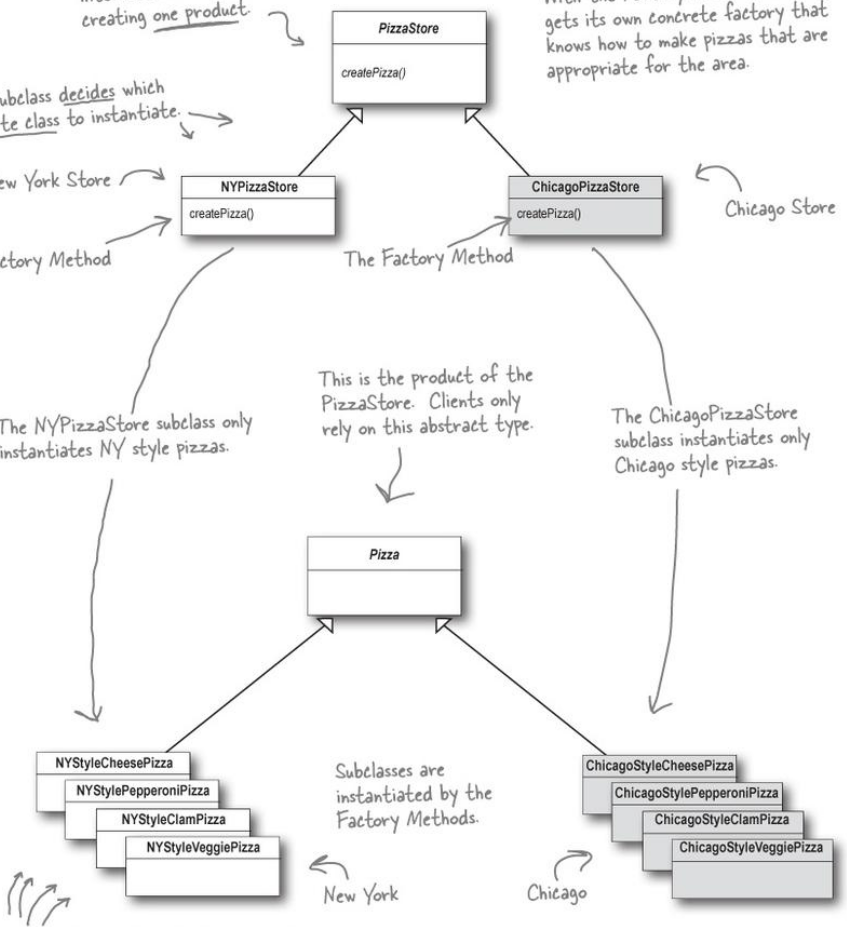 creating one product.
PizzaStore
createPizza()
gets its own concrete factory that
knows how to make pizzas that are
appropriate for the area.
decides which
class to instantiate.
York Store
NYPizzaStore
createPizza()
ChicagoPizzaStore
createPizza()
Chicago Store
Method
The Factory Method
The NYPizzaStore subclass only
instantiates NY style pizzas.
This is the product of the
PizzaStore. Clients only
rely on this abstract type.
The ChicagoPizzaStore
subclass instantiates only
Chicago style pizzas.
Pizza
NYStyleCheesePizza
NYStylePepperoniPizza
NYStyleClamPizza
NYStyleVeggiePizza
Subclasses are
instantiated by the
Factory Methods.
ChicagoStyleCheesePizza
ChicagoStylePepperoniPizza
ChicagoStyleClamPizza
ChicagoStyleVeggiePizza
New York
Chicago